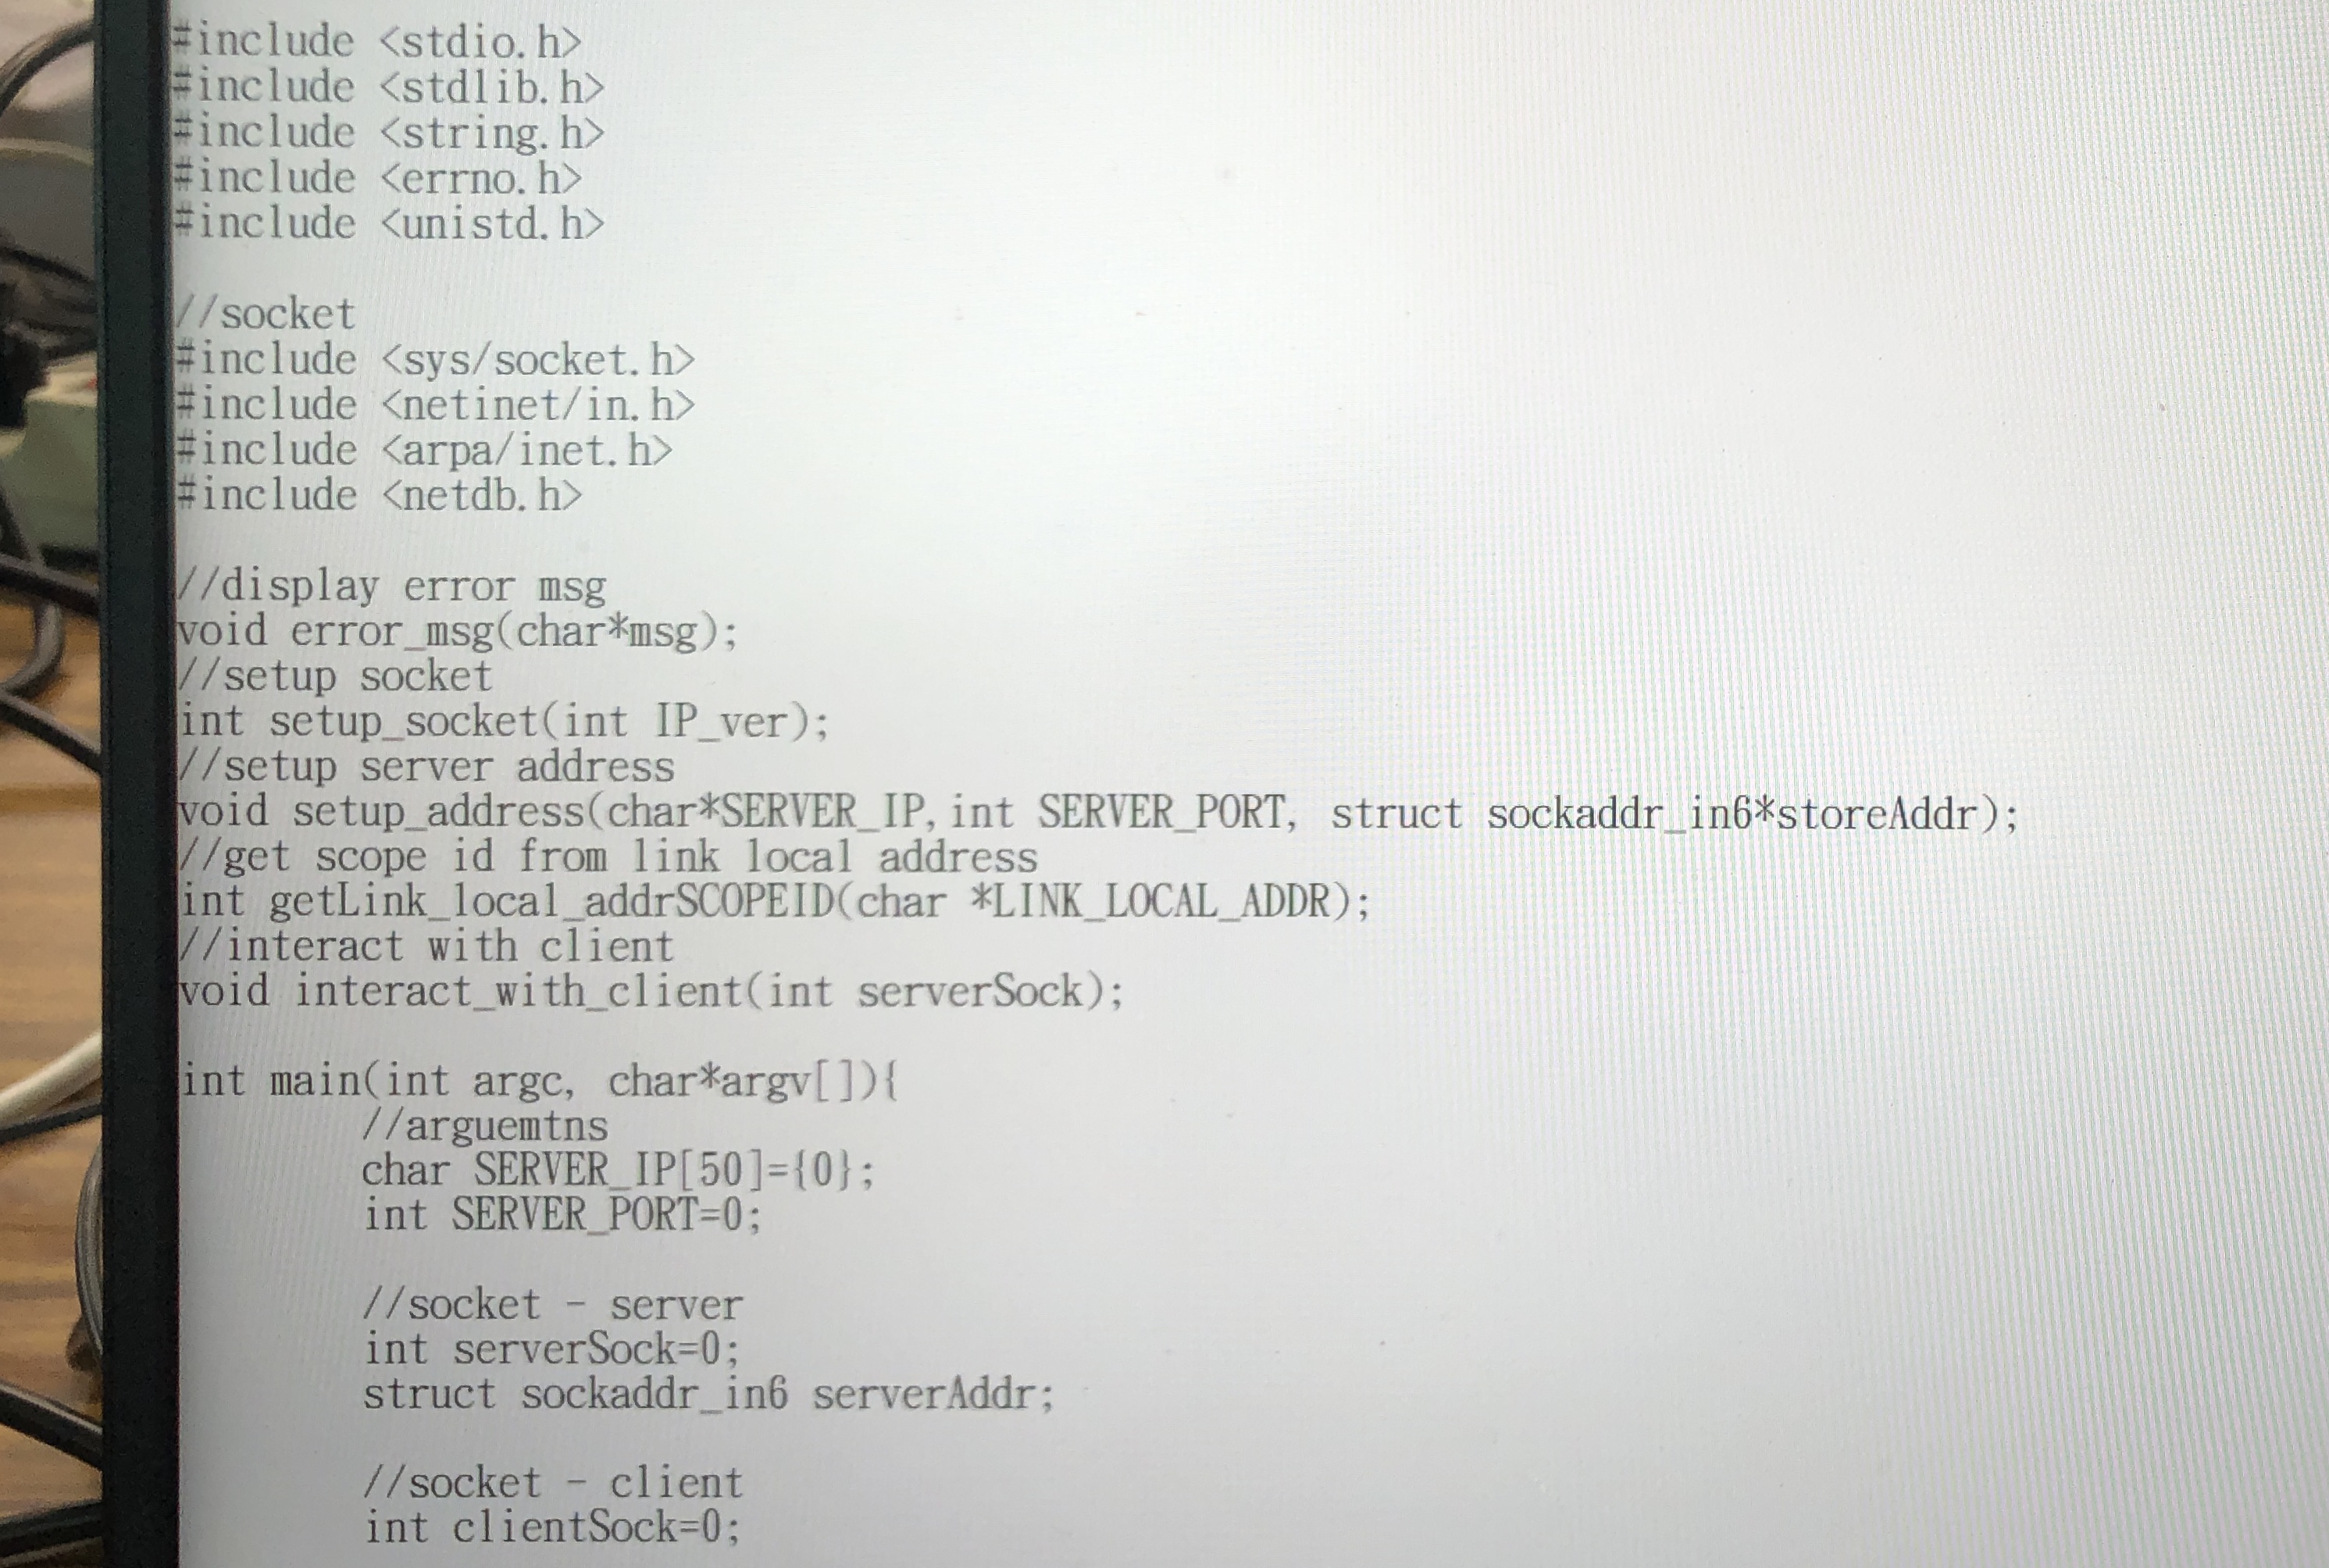 #include <stdio.h>
#include <stdlib.h>
#include <string.h>
#include <errno.h>
#include <unistd.h>
//socket
#include <sys/socket.h>
#include <netinet/in.h>
#include <arpa/inet.h>
#include <netdb.h>
//display error msg
void error_msg(char*msg);
//setup socket
int setup_socket(int IP_ver);
//setup server address
void setup_address(char*SERVER_IP,int SERVER_PORT, struct sockaddr_in6*storeAddr);
//get scope id from link local address
int getLink_local_addrSCOPEID(char *LINK_LOCAL_ADDR);
//interact with client
void interact_with_client(int serverSock);
int main(int argc, char*argv[]){
//arguemtns
char SERVER_IP[50]={0};
int SERVER_PORT=0;
//socket - server
int serverSock=0;
struct sockaddr_in6 serverAddr;
//socket - client
int clientSock=0;